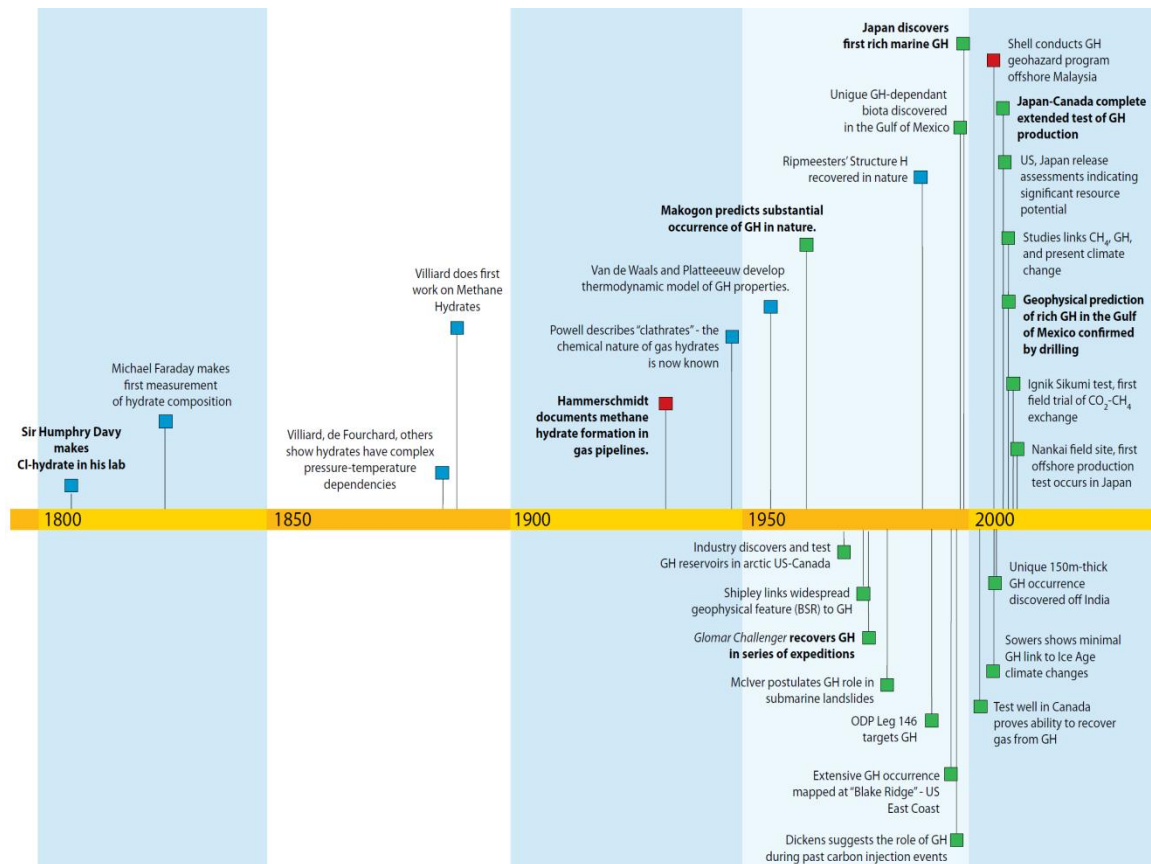 Japan discovers
first rich marine GH
Shell conducts GH
geohazard program
offshore Malaysia
Unique GH-dependant
biota discovered
in the Gulf of Mexico
Japan-Canada complete
extended test of GH
production
Ripmeesters' Structure H
recovered in nature
US, Japan release
assessments indicating
significant resource
potential
Makogon predicts substantial
occurrence of GH in nature.
Studies links CH₄, GH,
and present climate
change
Villiard does first
work on Methane
Hydrates
Van de Waals and Platteeeuw develop
thermodynamic model of GH properties.
Geophysical prediction
of rich GH in the Gulf
of Mexico confirmed
by drilling
Powell describes "clathrates" - the
chemical nature of gas hydrates
is now known
Michael Faraday makes
first measurement
of hydrate composition
Ignik Sikumi test, first
field trial of CO₂-CH₄
exchange
Hammerschmidt
documents methane
hydrate formation in
gas pipelines.
Sir Humphry Davy
makes
Cl-hydrate in his lab
Villiard, de Fourchard, others
show hydrates have complex
pressure-temperature
dependencies
Nankai field site, first
offshore production
test occurs in Japan
1800
1850
1900
1950
2000
Industry discovers and test
GH reservoirs in arctic US-Canada
Unique 150m-thick
GH occurrence
discovered off India
Shipley links widespread
geophysical feature (BSR) to GH
Glomar Challenger recovers GH
in series of expeditions
Sowers shows minimal
GH link to Ice Age
climate changes
McIver postulates GH role in
submarine landslides
Test well in Canada
proves ability to recover
gas from GH
ODP Leg 146
targets GH
Extensive GH occurrence
mapped at "Blake Ridge" - US
East Coast
Dickens suggests the role of GH
during past carbon injection events